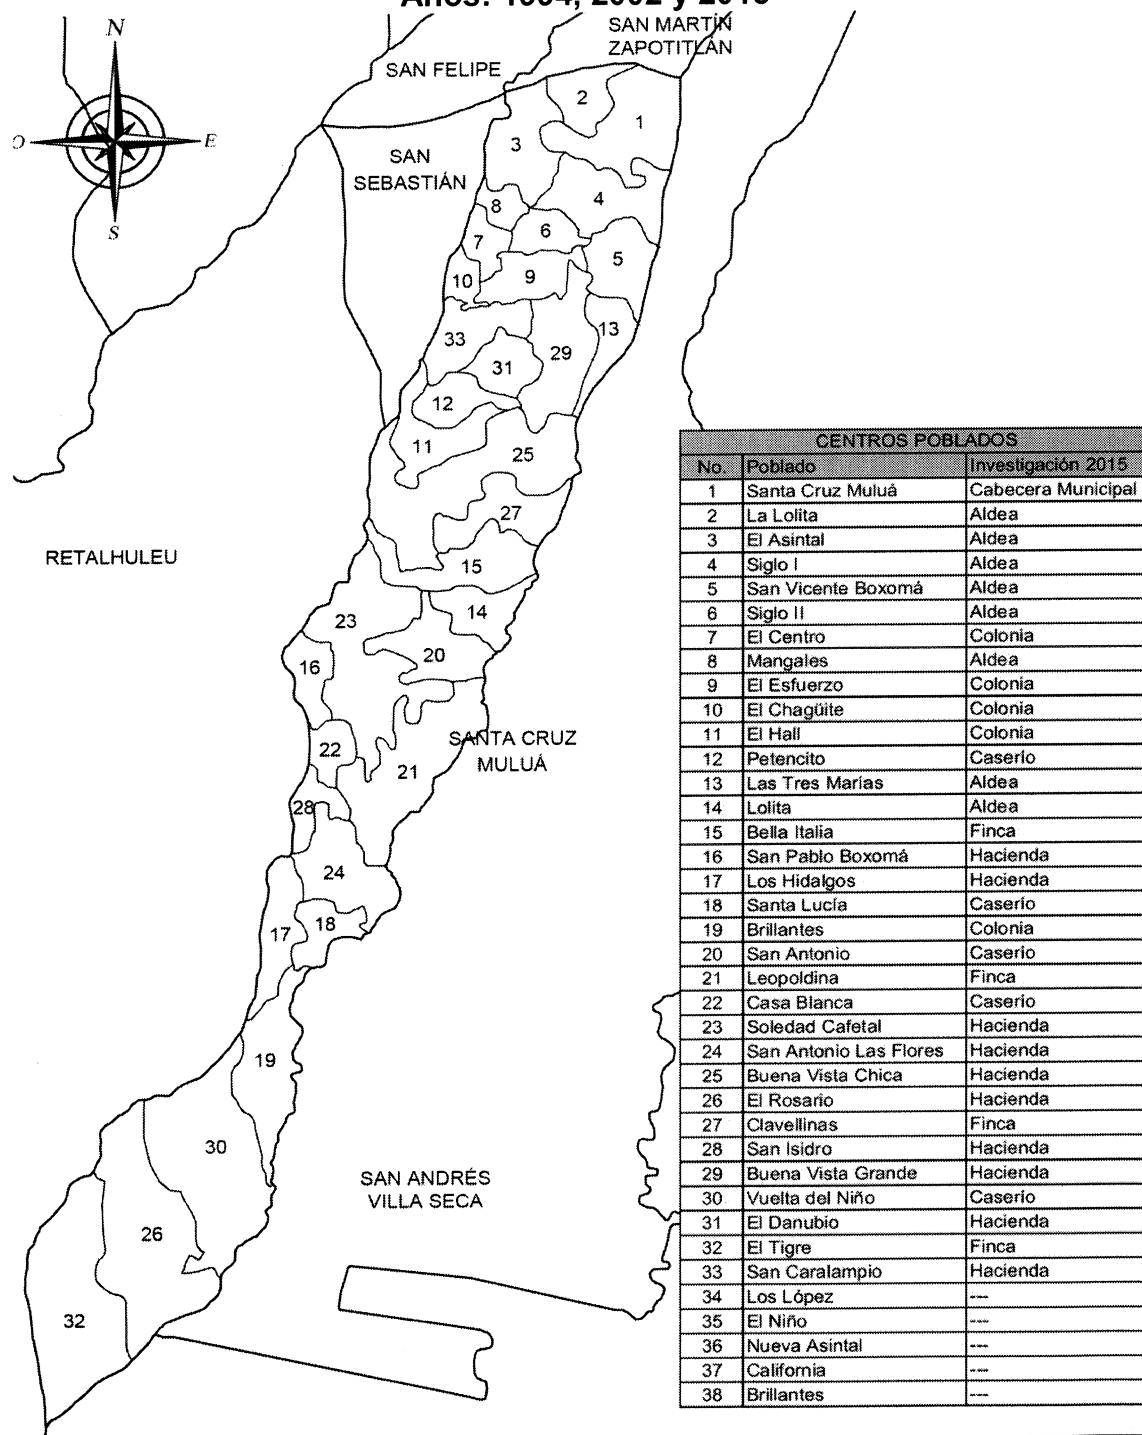 Años: 1994, 2002 y 2015
N
O
E
S
SAN MARTÍN
ZAPOTITLÁN
SAN FELIPE
SAN
SEBASTIÁN
2
1
3
4
8
6
7
5
9
10
13
33
29
31
12
11
25
27
RETALHULEU
15
14
23
20
16
SANTA CRUZ
MULUÁ
22
21
28
24
18
17
19
30
SAN ANDRÉS
VILLA SECA
26
32
CENTROS POBLADOS
No. Poblado Investigación 2015
1 Santa Cruz Muluá Cabecera Municipal
2 La Lolita Aldea
3 El Asintal Aldea
4 Siglo I Aldea
5 San Vicente Boxomá Aldea
6 Siglo II Aldea
7 El Centro Colonia
8 Mangales Aldea
9 El Esfuerzo Colonia
10 El Chagüite Colonia
11 El Hall Colonia
12 Petencito Caserío
13 Las Tres Marías Aldea
14 Lolita Aldea
15 Bella Italia Finca
16 San Pablo Boxomá Hacienda
17 Los Hidalgos Hacienda
18 Santa Lucía Caserío
19 Brillantes Colonia
20 San Antonio Caserío
21 Leopoldina Finca
22 Casa Blanca Caserío
23 Soledad Cafetal Hacienda
24 San Antonio Las Flores Hacienda
25 Buena Vista Chica Hacienda
26 El Rosario Hacienda
27 Clavellinas Finca
28 San Isidro Hacienda
29 Buena Vista Grande Hacienda
30 Vuelta del Niño Caserío
31 El Danubio Hacienda
32 El Tigre Finca
33 San Caralampio Hacienda
34 Los López ---
35 El Niño ---
36 Nueva Asintal ---
37 California ---
38 Brillantes ---